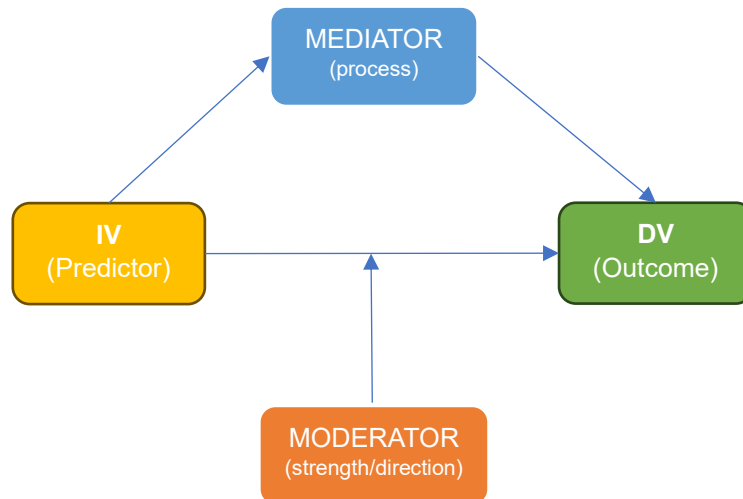 MEDIATOR
(process)
IV
(Predictor)
DV
(Outcome)
MODERATOR
(strength/direction)